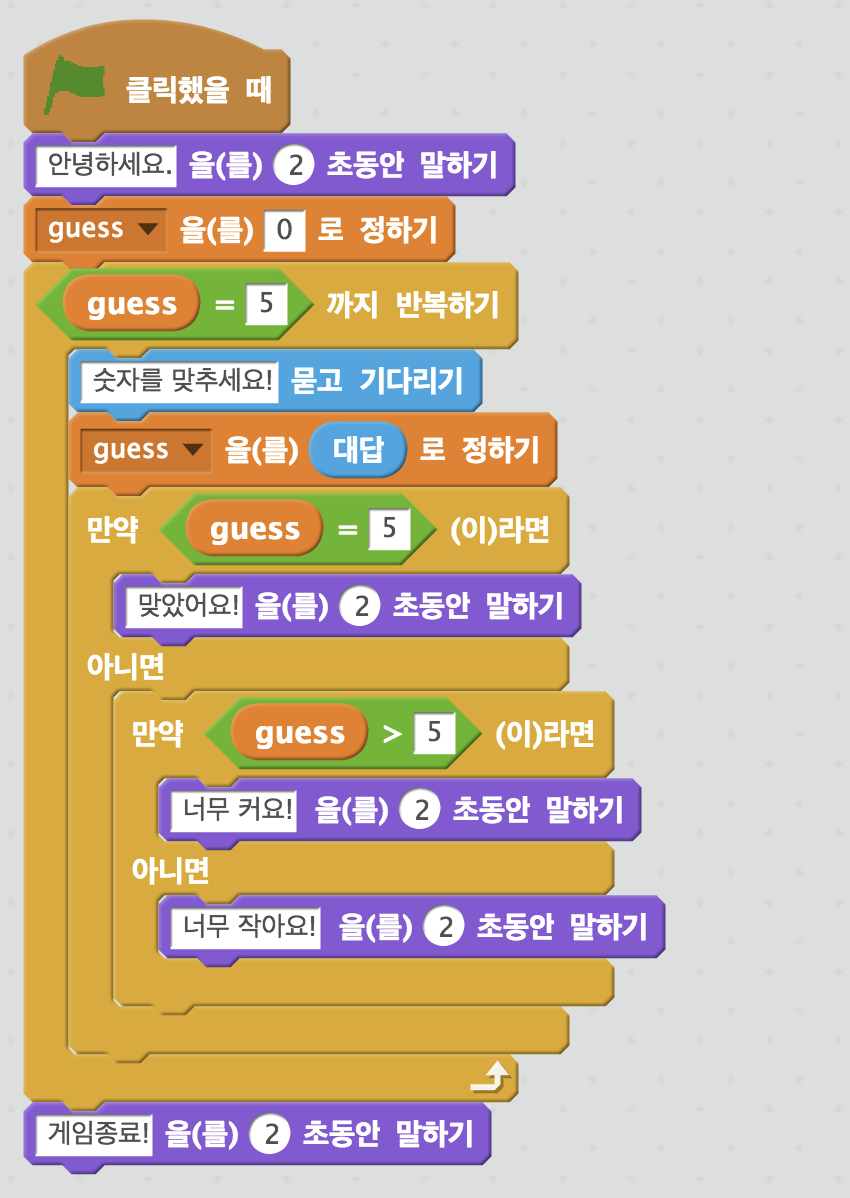 클릭했을 때
안녕하세요. 을(를) 2 초동안 말하기
guess 을(를) 0 로 정하기
guess = 5 까지 반복하기
숫자를 맞추세요! 묻고 기다리기
guess 을(를) 대답 로 정하기
만약 guess = 5 (이)라면
맞았어요! 을(를) 2 초동안 말하기
아니면
만약 guess > 5 (이)라면
너무 커요! 을(를) 2 초동안 말하기
아니면
너무 작아요! 을(를) 2 초동안 말하기
게임종료! 을(를) 2 초동안 말하기